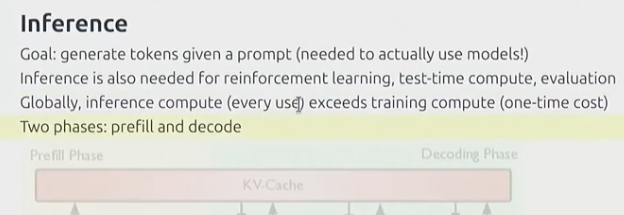 Inference
Goal: generate tokens given a prompt (needed to actually use models!)
Inference is also needed for reinforcement learning, test-time compute, evaluation
Globally, inference compute (every use) exceeds training compute (one-time cost)
Two phases: prefill and decode
Prefill Phase
Decoding Phase
KV-Cache